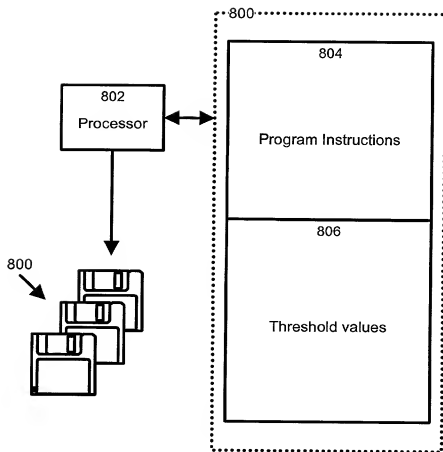 800
804
Program Instructions
802
Processor
806
Threshold values
800